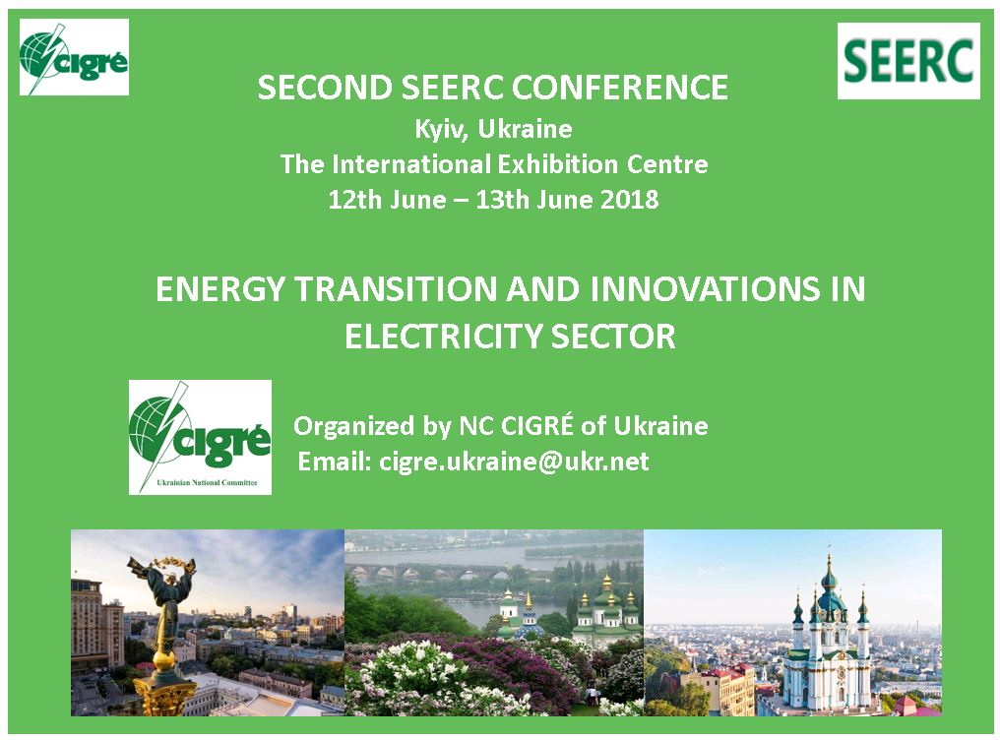 cigré
SEERC
SECOND SEERC CONFERENCE
Kyiv, Ukraine
The International Exhibition Centre
12th June – 13th June 2018
ENERGY TRANSITION AND INNOVATIONS IN
ELECTRICITY SECTOR
cigré
Ukrainian National Committee
Organized by NC CIGRÉ of Ukraine
Email: cigre.ukraine@ukr.net